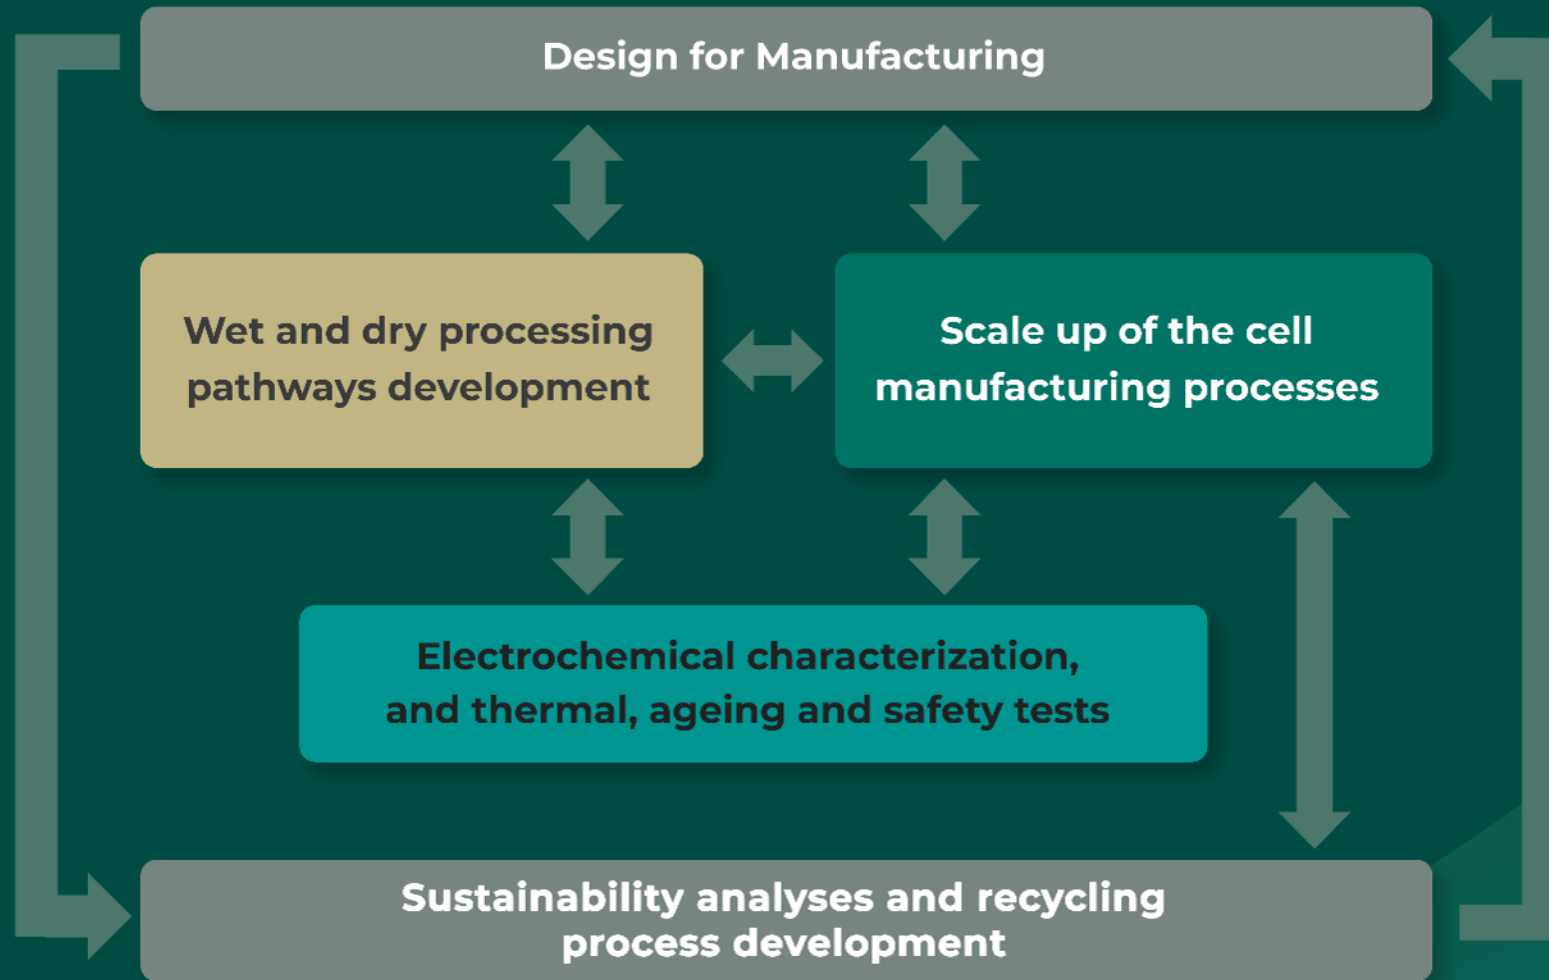 Design for Manufacturing
Wet and dry processing
pathways development
Scale up of the cell
manufacturing processes
Electrochemical characterization,
and thermal, ageing and safety tests
Sustainability analyses and recycling
process development